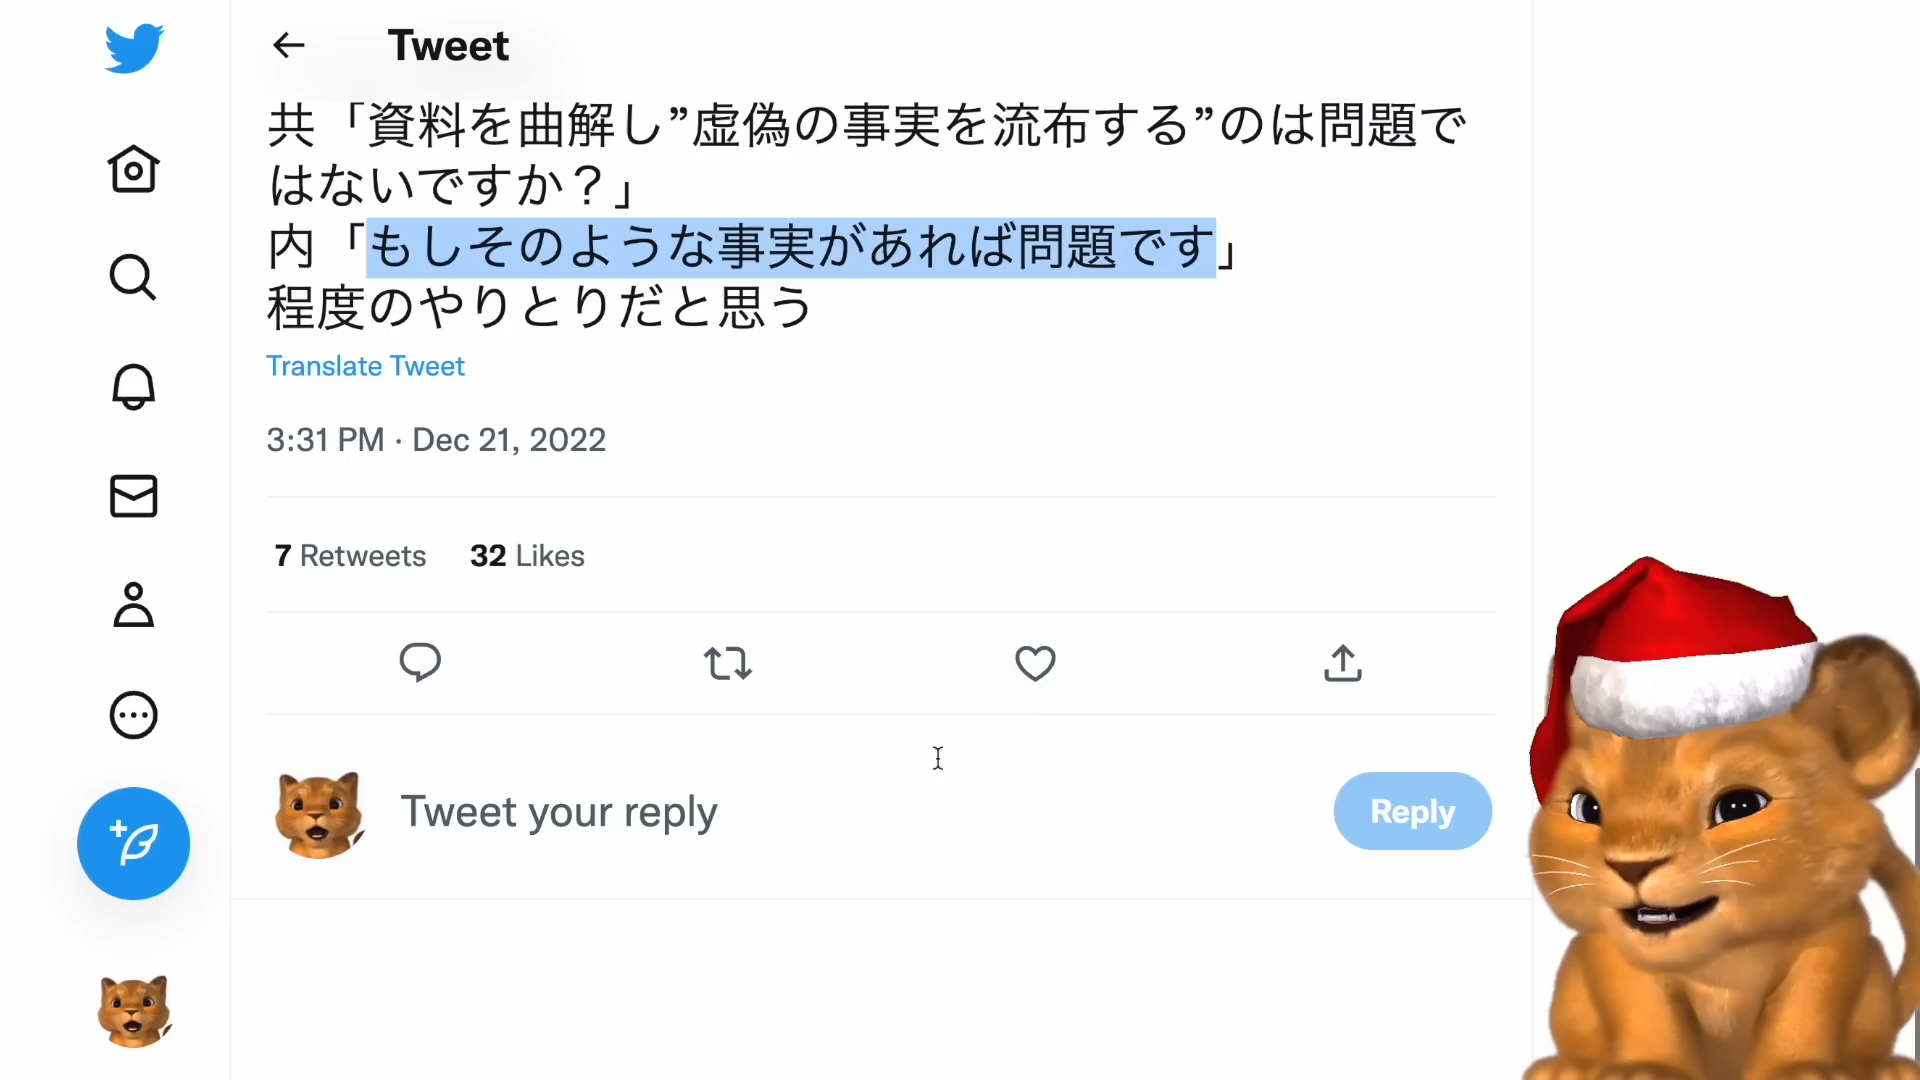 Tweet
共「資料を曲解し”虚偽の事実を流布する”のは問題で
はないですか？」
内「もしそのような事実があれば問題です」
程度のやりとりだと思う
Translate Tweet
3:31 PM · Dec 21, 2022
7 Retweets 32 Likes
Tweet your reply
Reply